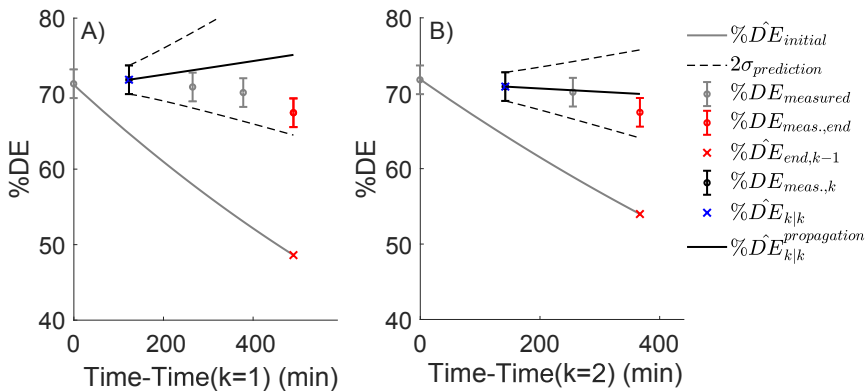 A)
80
70
60
50
40
%DE
0
200
400
Time-Time(k=1) (min)
B)
80
70
60
50
40
0
200
400
Time-Time(k=2) (min)
%D̂E_initial
2σ_prediction
%DE_measured
%DE_meas.,end
%D̂E_end,k−1
%DE_meas.,k
%D̂E_k|k
%D̂E_k|k^propagation